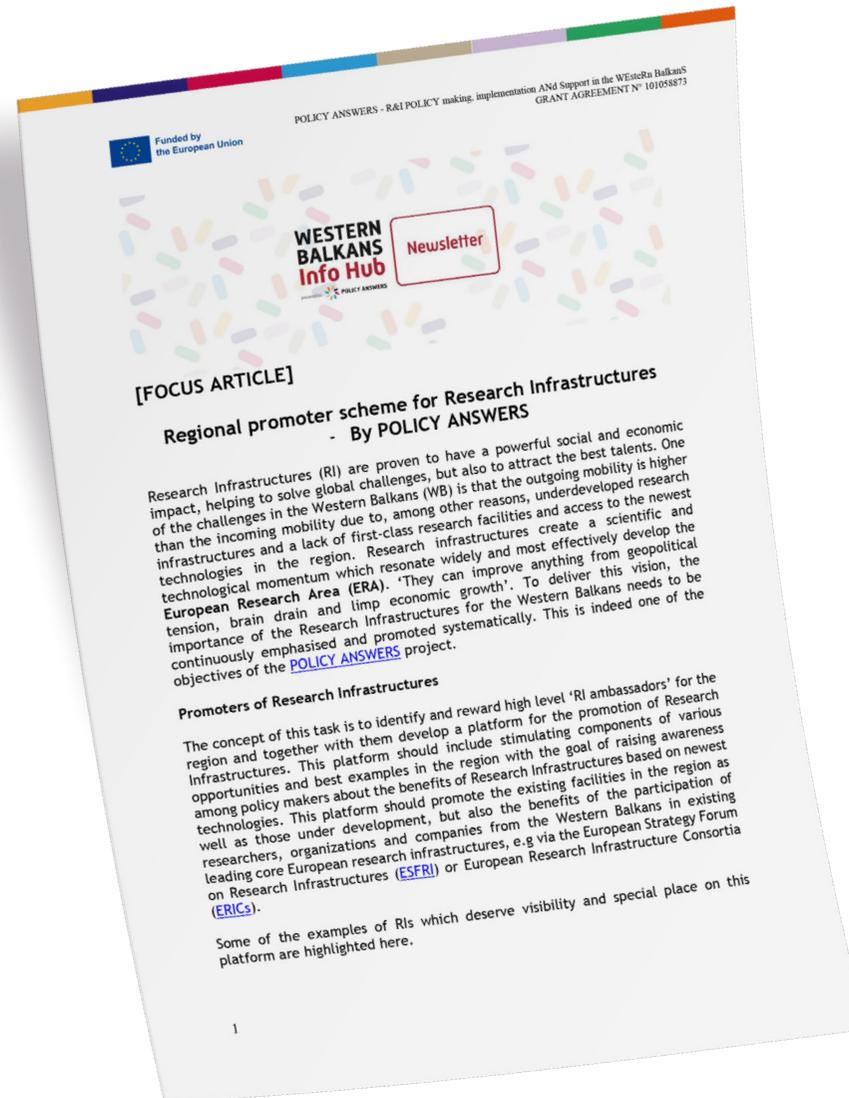 POLICY ANSWERS - R&I POLICY making, implementation ANd Support in the WEsteRn BalkanS
GRANT AGREEMENT N° 101058873
Funded by
the European Union
WESTERN
BALKANS
Info Hub
Newsletter
POLICY ANSWERS
[FOCUS ARTICLE]
Regional promoter scheme for Research Infrastructures
- By POLICY ANSWERS
Research Infrastructures (RI) are proven to have a powerful social and economic
impact, helping to solve global challenges, but also to attract the best talents. One
of the challenges in the Western Balkans (WB) is that the outgoing mobility is higher
than the incoming mobility due to, among other reasons, underdeveloped research
infrastructures and a lack of first-class research facilities and access to the newest
technologies in the region. Research infrastructures create a scientific and
technological momentum which resonate widely and most effectively develop the
European Research Area (ERA). ‘They can improve anything from geopolitical
tension, brain drain and limp economic growth’. To deliver this vision, the
importance of the Research Infrastructures for the Western Balkans needs to be
continuously emphasised and promoted systematically. This is indeed one of the
objectives of the POLICY ANSWERS project.
Promoters of Research Infrastructures
The concept of this task is to identify and reward high level ‘RI ambassadors’ for the
region and together with them develop a platform for the promotion of Research
Infrastructures. This platform should include stimulating components of various
opportunities and best examples in the region with the goal of raising awareness
among policy makers about the benefits of Research Infrastructures based on newest
technologies. This platform should promote the existing facilities in the region as
well as those under development, but also the benefits of the participation of
researchers, organizations and companies from the Western Balkans in existing
leading core European research infrastructures, e.g via the European Strategy Forum
on Research Infrastructures (ESFRI) or European Research Infrastructure Consortia
(ERICs).
Some of the examples of RIs which deserve visibility and special place on this
platform are highlighted here.
1